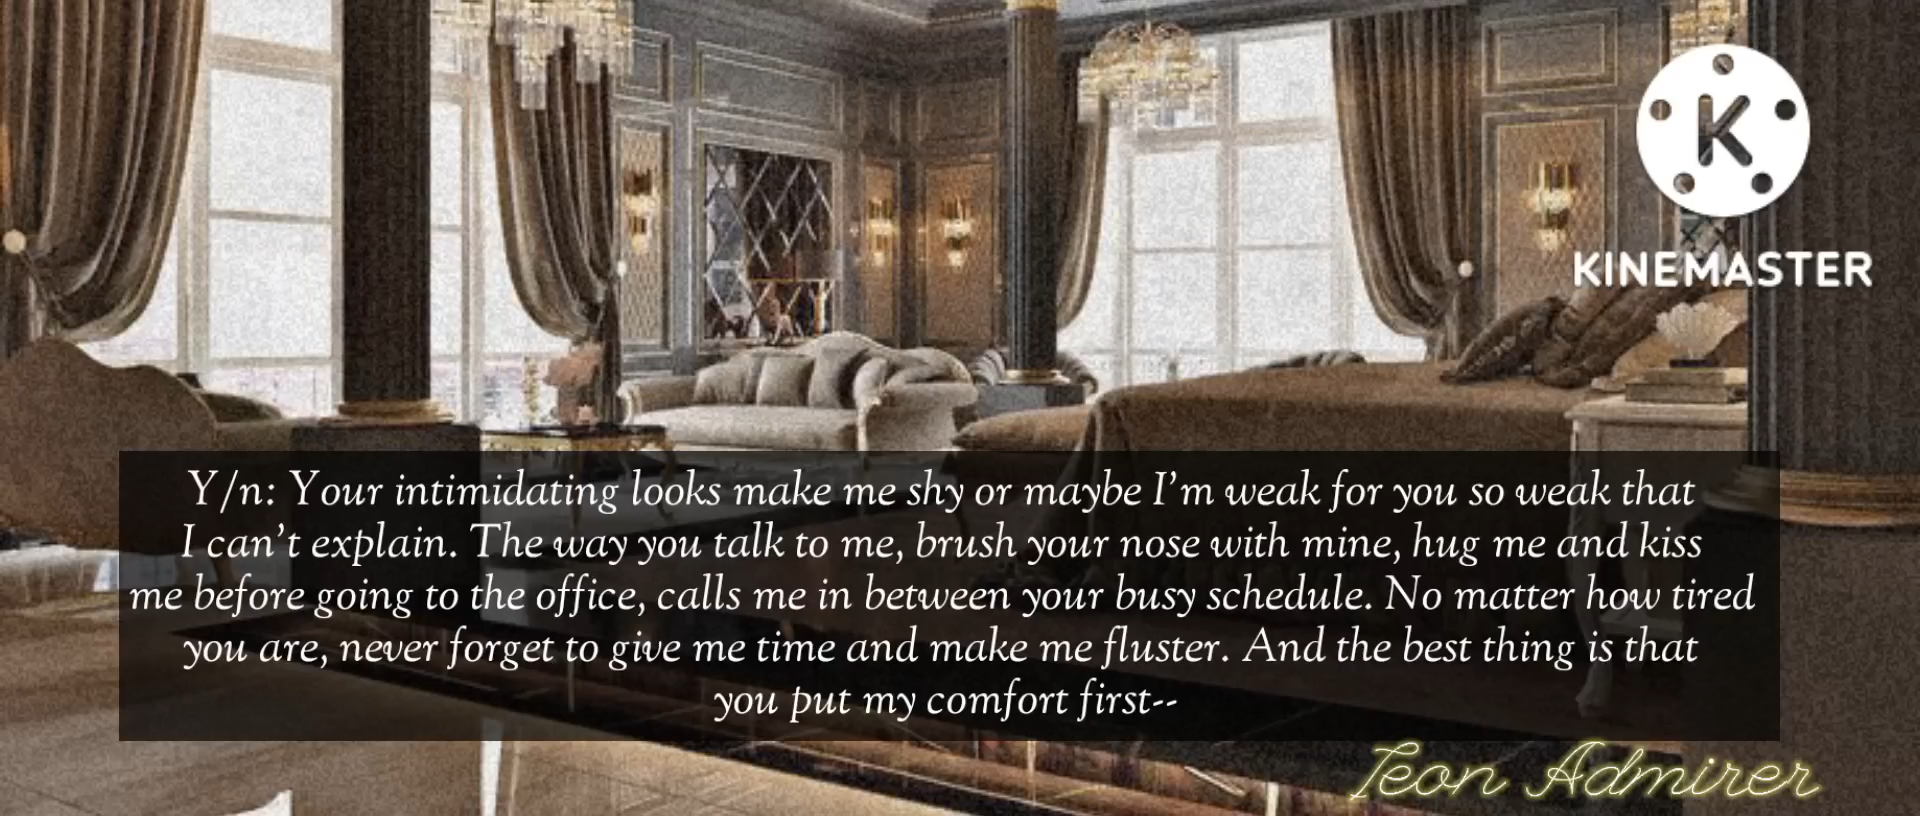 K
KINEMASTER
Y/n: Your intimidating looks make me shy or maybe I'm weak for you so weak that
I can't explain. The way you talk to me, brush your nose with mine, hug me and kiss
me before going to the office, calls me in between your busy schedule. No matter how tired
you are, never forget to give me time and make me fluster. And the best thing is that
you put my comfort first--
Jeon Admirer